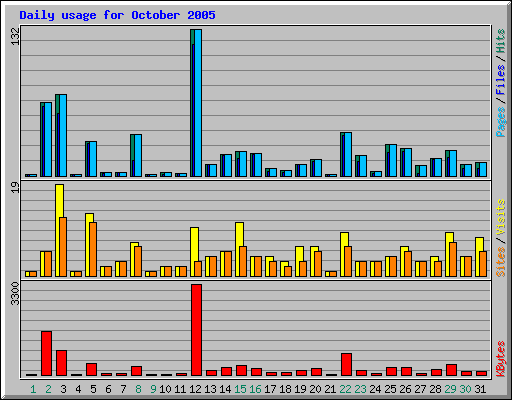 Daily usage for October 2005
132
Pages / Files / Hits
19
Sites / Visits
3300
KBytes
1 2 3 4 5 6 7 8 9 10 11 12 13 14 15 16 17 18 19 20 21 22 23 24 25 26 27 28 29 30 31